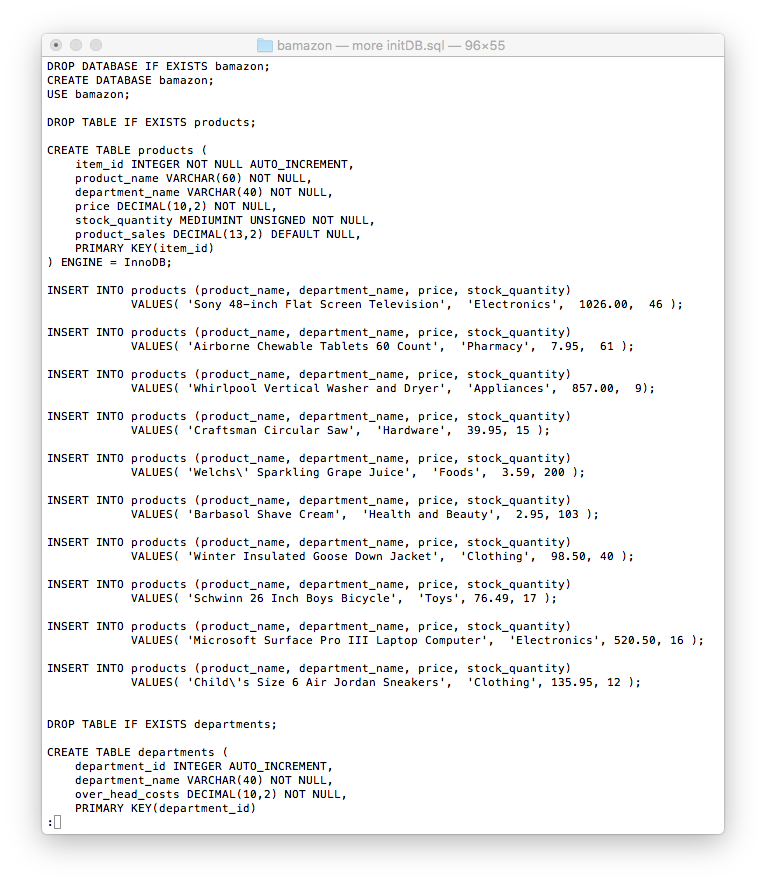 bamazon — more initDB.sql — 96×55
DROP DATABASE IF EXISTS bamazon;
CREATE DATABASE bamazon;
USE bamazon;

DROP TABLE IF EXISTS products;

CREATE TABLE products (
    item_id INTEGER NOT NULL AUTO_INCREMENT,
    product_name VARCHAR(60) NOT NULL,
    department_name VARCHAR(40) NOT NULL,
    price DECIMAL(10,2) NOT NULL,
    stock_quantity MEDIUMINT UNSIGNED NOT NULL,
    product_sales DECIMAL(13,2) DEFAULT NULL,
    PRIMARY KEY(item_id)
) ENGINE = InnoDB;

INSERT INTO products (product_name, department_name, price, stock_quantity)
            VALUES( 'Sony 48-inch Flat Screen Television',  'Electronics',  1026.00,  46 );

INSERT INTO products (product_name, department_name, price, stock_quantity)
            VALUES( 'Airborne Chewable Tablets 60 Count',  'Pharmacy',  7.95,  61 );

INSERT INTO products (product_name, department_name, price, stock_quantity)
            VALUES( 'Whirlpool Vertical Washer and Dryer',  'Appliances',  857.00,  9);

INSERT INTO products (product_name, department_name, price, stock_quantity)
            VALUES( 'Craftsman Circular Saw',  'Hardware',  39.95, 15 );

INSERT INTO products (product_name, department_name, price, stock_quantity)
            VALUES( 'Welchs\' Sparkling Grape Juice',  'Foods',  3.59, 200 );

INSERT INTO products (product_name, department_name, price, stock_quantity)
            VALUES( 'Barbasol Shave Cream',  'Health and Beauty',  2.95, 103 );

INSERT INTO products (product_name, department_name, price, stock_quantity)
            VALUES( 'Winter Insulated Goose Down Jacket',  'Clothing',  98.50, 40 );

INSERT INTO products (product_name, department_name, price, stock_quantity)
            VALUES( 'Schwinn 26 Inch Boys Bicycle',  'Toys', 76.49, 17 );

INSERT INTO products (product_name, department_name, price, stock_quantity)
            VALUES( 'Microsoft Surface Pro III Laptop Computer',  'Electronics', 520.50, 16 );

INSERT INTO products (product_name, department_name, price, stock_quantity)
            VALUES( 'Child\'s Size 6 Air Jordan Sneakers',  'Clothing', 135.95, 12 );


DROP TABLE IF EXISTS departments;

CREATE TABLE departments (
    department_id INTEGER AUTO_INCREMENT,
    department_name VARCHAR(40) NOT NULL,
    over_head_costs DECIMAL(10,2) NOT NULL,
    PRIMARY KEY(department_id)
: